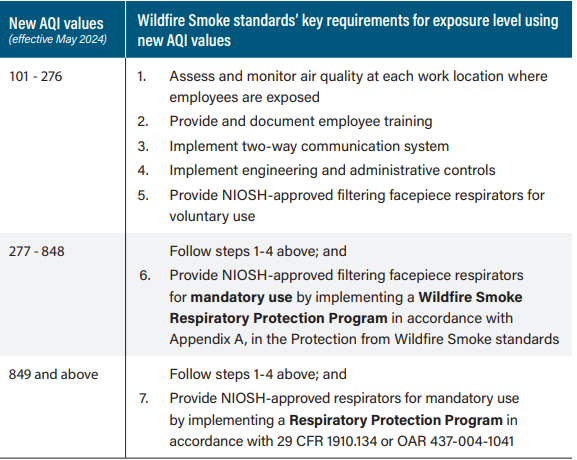 New AQI values
(effective May 2024)
Wildfire Smoke standards' key requirements for exposure level using
new AQI values
101 - 276
1. Assess and monitor air quality at each work location where
employees are exposed
2. Provide and document employee training
3. Implement two-way communication system
4. Implement engineering and administrative controls
5. Provide NIOSH-approved filtering facepiece respirators for
voluntary use
277 - 848
Follow steps 1-4 above; and
6. Provide NIOSH-approved filtering facepiece respirators
for mandatory use by implementing a Wildfire Smoke
Respiratory Protection Program in accordance with
Appendix A, in the Protection from Wildfire Smoke standards
849 and above
Follow steps 1-4 above; and
7. Provide NIOSH-approved respirators for mandatory use
by implementing a Respiratory Protection Program in
accordance with 29 CFR 1910.134 or OAR 437-004-1041